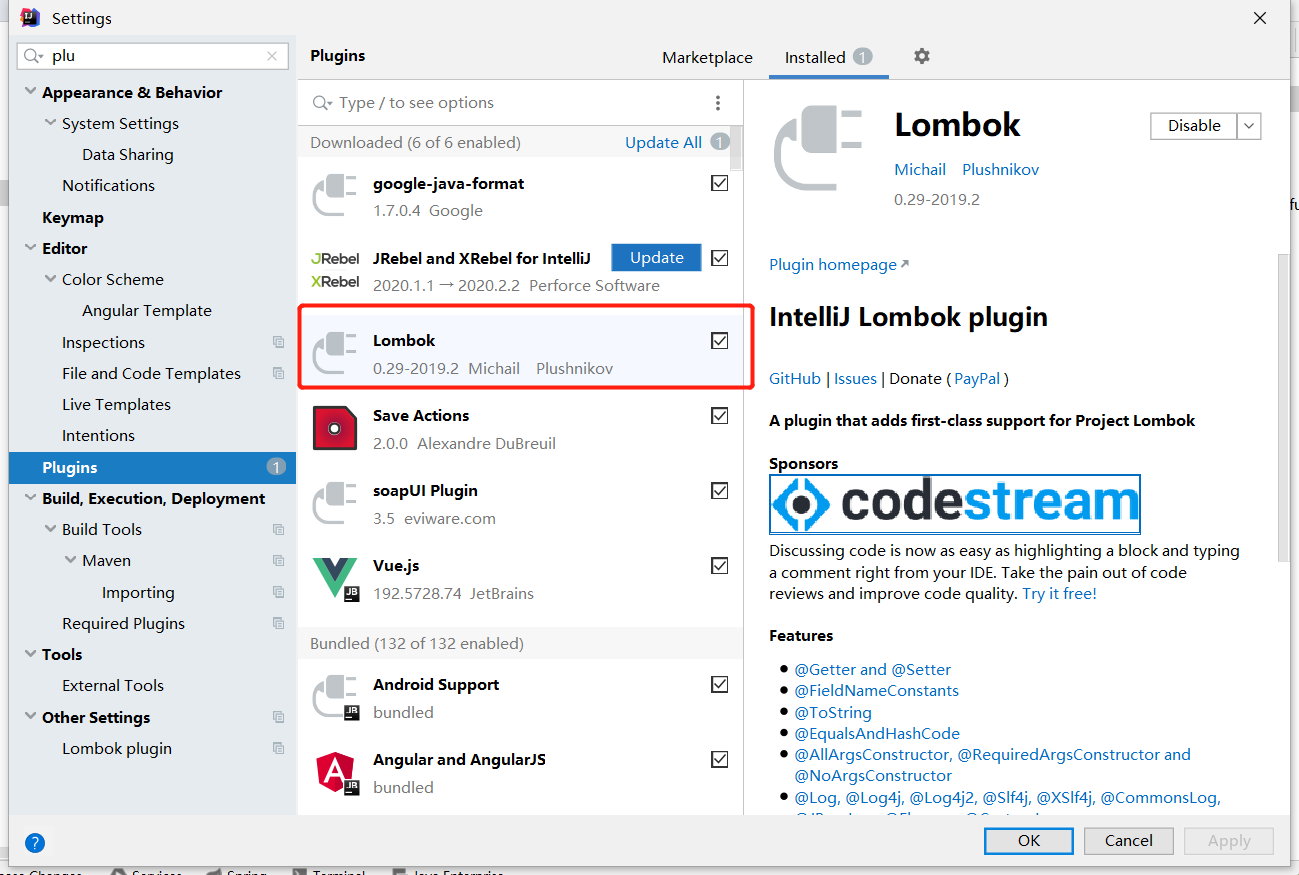 Settings
plu
Appearance & Behavior
System Settings
Data Sharing
Notifications
Keymap
Editor
Color Scheme
Angular Template
Inspections
File and Code Templates
Live Templates
Intentions
Plugins 1
Build, Execution, Deployment
Build Tools
Maven
Importing
Required Plugins
Tools
External Tools
Other Settings
Lombok plugin
Plugins
Marketplace
Installed 1
Type / to see options
Downloaded (6 of 6 enabled)
Update All 1
google-java-format
1.7.0.4 Google
JRebel
XRebel
JRebel and XRebel for IntelliJ
Update
2020.1.1 → 2020.2.2 Perforce Software
Lombok
0.29-2019.2 Michail Plushnikov
Save Actions
2.0.0 Alexandre DuBreuil
soapUI Plugin
3.5 eviware.com
Vue.js
192.5728.74 JetBrains
JB
Bundled (132 of 132 enabled)
Android Support
bundled
JB
Angular and AngularJS
bundled
JB
Lombok
Disable
Michail Plushnikov
0.29-2019.2
Plugin homepage
IntelliJ Lombok plugin
GitHub | Issues | Donate ( PayPal )
A plugin that adds first-class support for Project Lombok
Sponsors
codestream
Discussing code is now as easy as highlighting a block and typing
a comment right from your IDE. Take the pain out of code
reviews and improve code quality. Try it free!
Features
@Getter and @Setter
@FieldNameConstants
@ToString
@EqualsAndHashCode
@AllArgsConstructor, @RequiredArgsConstructor and
@NoArgsConstructor
@Log, @Log4j, @Log4j2, @Slf4j, @XSlf4j, @CommonsLog,
?
OK
Cancel
Apply